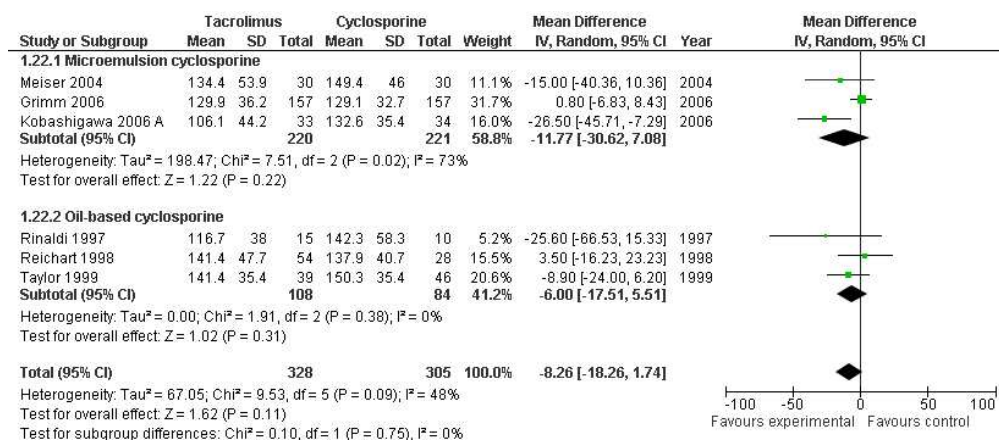 Tacrolimus Cyclosporine Mean Difference Mean Difference
Study or Subgroup Mean SD Total Mean SD Total Weight IV, Random, 95% CI Year IV, Random, 95% CI
1.22.1 Microemulsion cyclosporine
Meiser 2004 134.4 53.9 30 149.4 46 30 11.1% -15.00 [-40.36, 10.36] 2004
Grimm 2006 129.9 36.2 157 129.1 32.7 157 31.7% 0.80 [-6.83, 8.43] 2006
Kobashigawa 2006 A 106.1 44.2 33 132.6 35.4 34 16.0% -26.50 [-45.71, -7.29] 2006
Subtotal (95% CI) 220 221 58.8% -11.77 [-30.62, 7.08]
Heterogeneity: Tau² = 198.47; Chi² = 7.51, df = 2 (P = 0.02); I² = 73%
Test for overall effect: Z = 1.22 (P = 0.22)
1.22.2 Oil-based cyclosporine
Rinaldi 1997 116.7 38 15 142.3 58.3 10 5.2% -25.60 [-66.53, 15.33] 1997
Reichart 1998 141.4 47.7 54 137.9 40.7 28 15.5% 3.50 [-16.23, 23.23] 1998
Taylor 1999 141.4 35.4 39 150.3 35.4 46 20.6% -8.90 [-24.00, 6.20] 1999
Subtotal (95% CI) 108 84 41.2% -6.00 [-17.51, 5.51]
Heterogeneity: Tau² = 0.00; Chi² = 1.91, df = 2 (P = 0.38); I² = 0%
Test for overall effect: Z = 1.02 (P = 0.31)
Total (95% CI) 328 305 100.0% -8.26 [-18.26, 1.74]
Heterogeneity: Tau² = 67.05; Chi² = 9.53, df = 5 (P = 0.09); I² = 48%
Test for overall effect: Z = 1.62 (P = 0.11)
Test for subgroup differences: Chi² = 0.10, df = 1 (P = 0.75), I² = 0%
-100 -50 0 50 100
Favours experimental Favours control